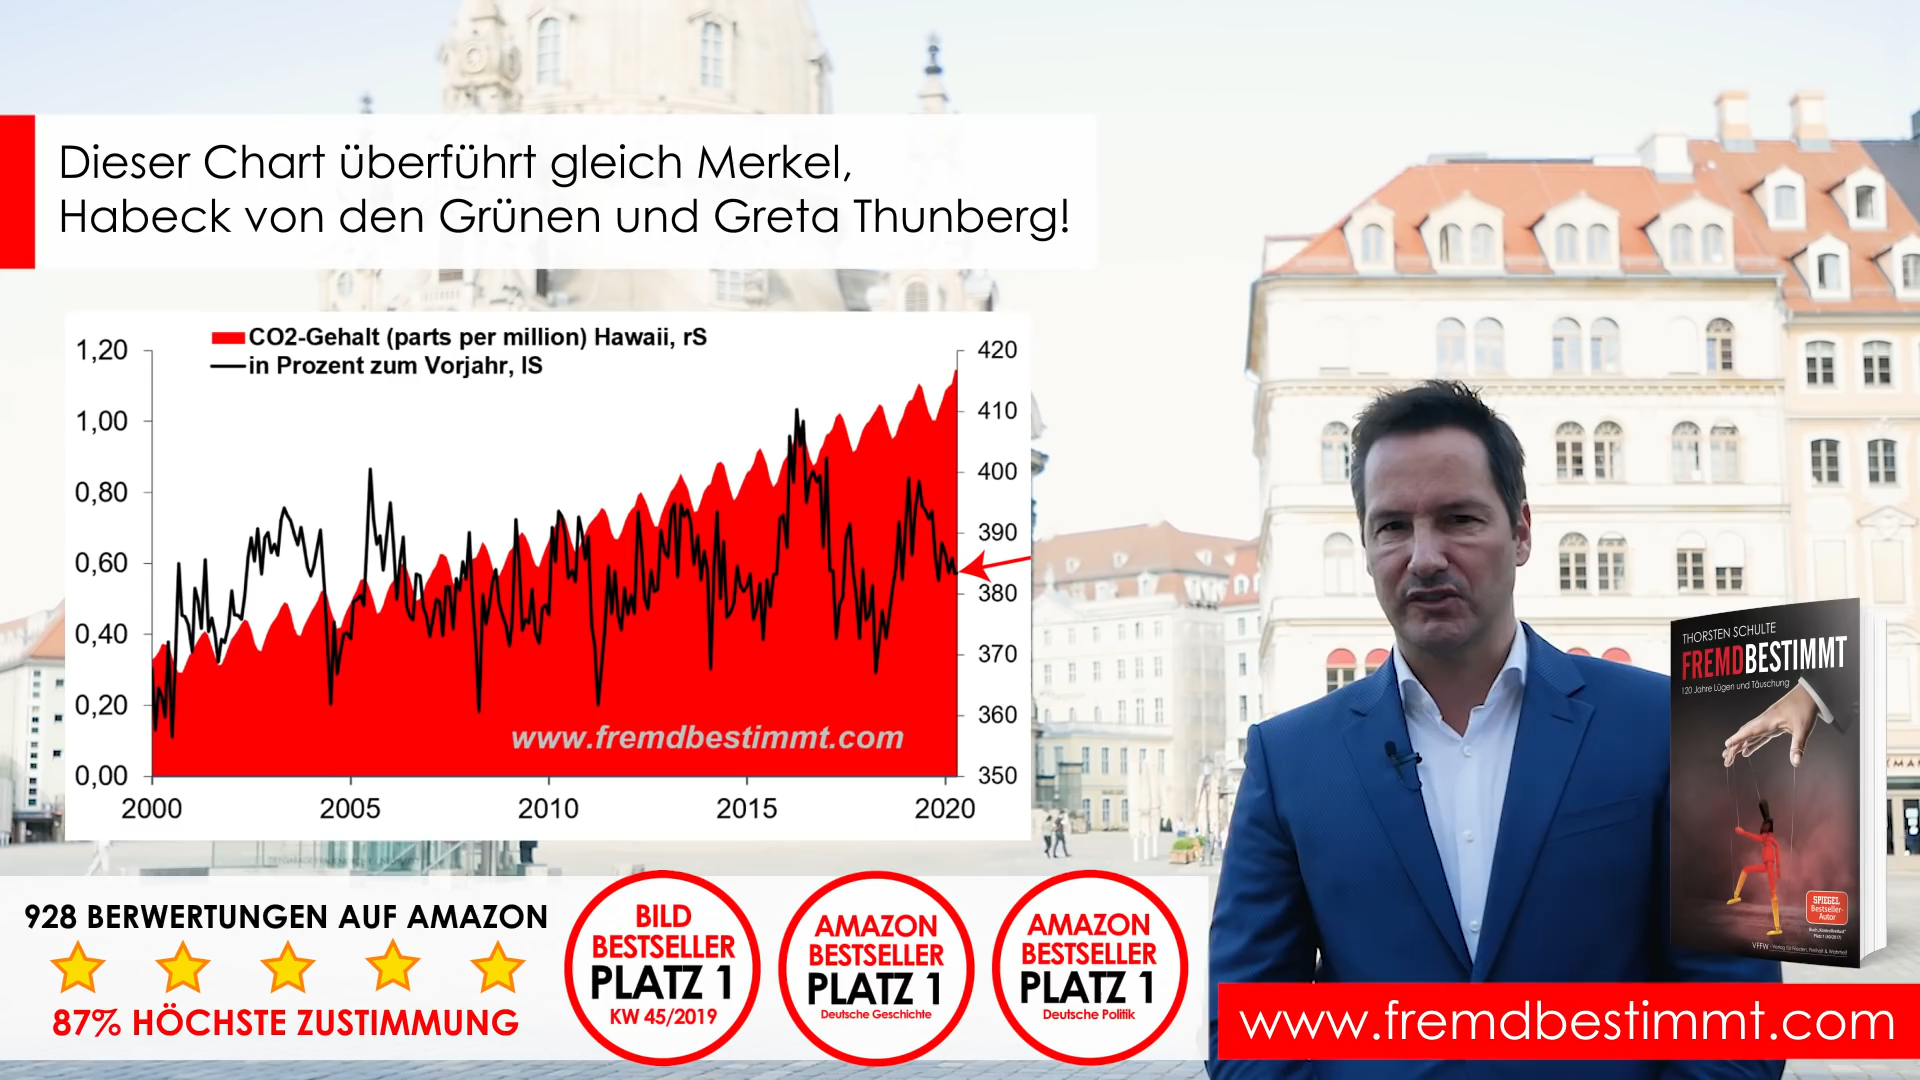 Dieser Chart überführt gleich Merkel,
Habeck von den Grünen und Greta Thunberg!
CO2-Gehalt (parts per million) Hawaii, rS
in Prozent zum Vorjahr, lS
1,20
1,00
0,80
0,60
0,40
0,20
0,00
420
410
400
390
380
370
360
350
2000 2005 2010 2015 2020
www.fremdbestimmt.com
THORSTEN SCHULTE
FREMDBESTIMMT
120 Jahre Lügen und Täuschung
SPIEGEL
Bestseller-
Autor
928 BERWERTUNGEN AUF AMAZON
87% HÖCHSTE ZUSTIMMUNG
BILD
BESTSELLER
PLATZ 1
KW 45/2019
AMAZON
BESTSELLER
PLATZ 1
Deutsche Geschichte
AMAZON
BESTSELLER
PLATZ 1
Deutsche Politik
www.fremdbestimmt.com